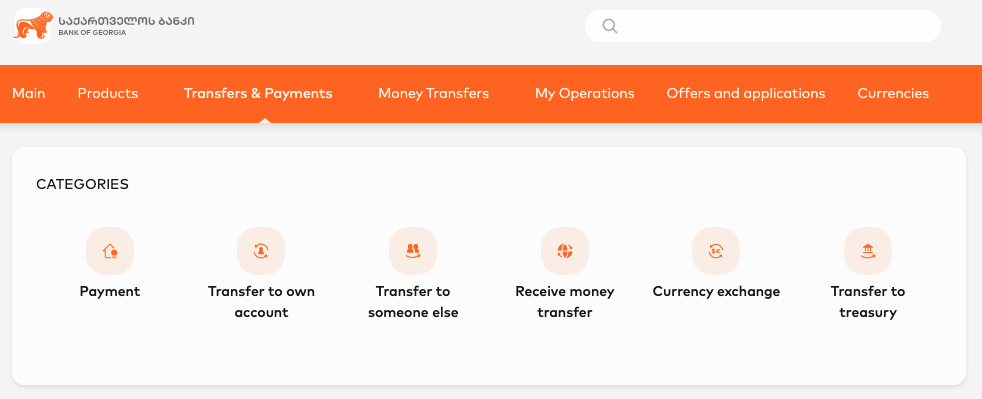 საქართველოს ბანკი
BANK OF GEORGIA
Main Products Transfers & Payments Money Transfers My Operations Offers and applications Currencies
CATEGORIES
Payment
Transfer to own
account
Transfer to
someone else
Receive money
transfer
Currency exchange
Transfer to
treasury